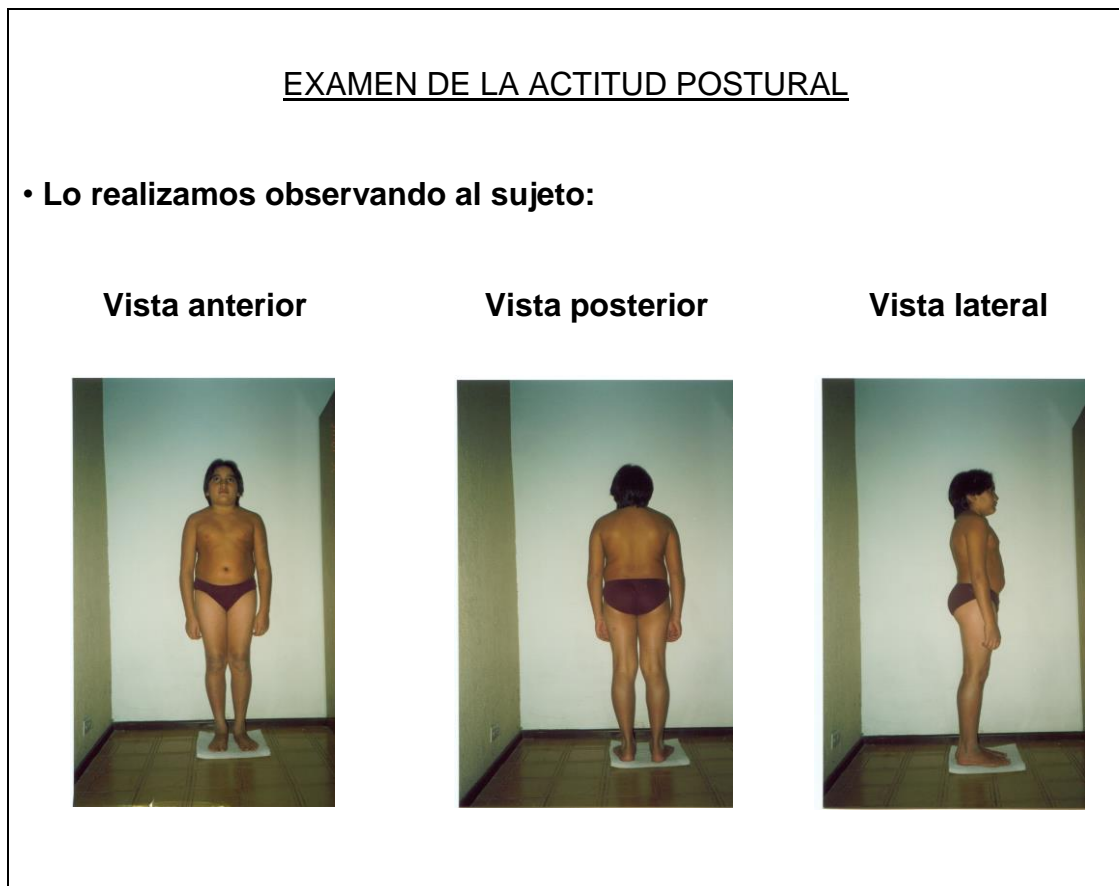 EXAMEN DE LA ACTITUD POSTURAL
• Lo realizamos observando al sujeto:
Vista anterior Vista posterior Vista lateral